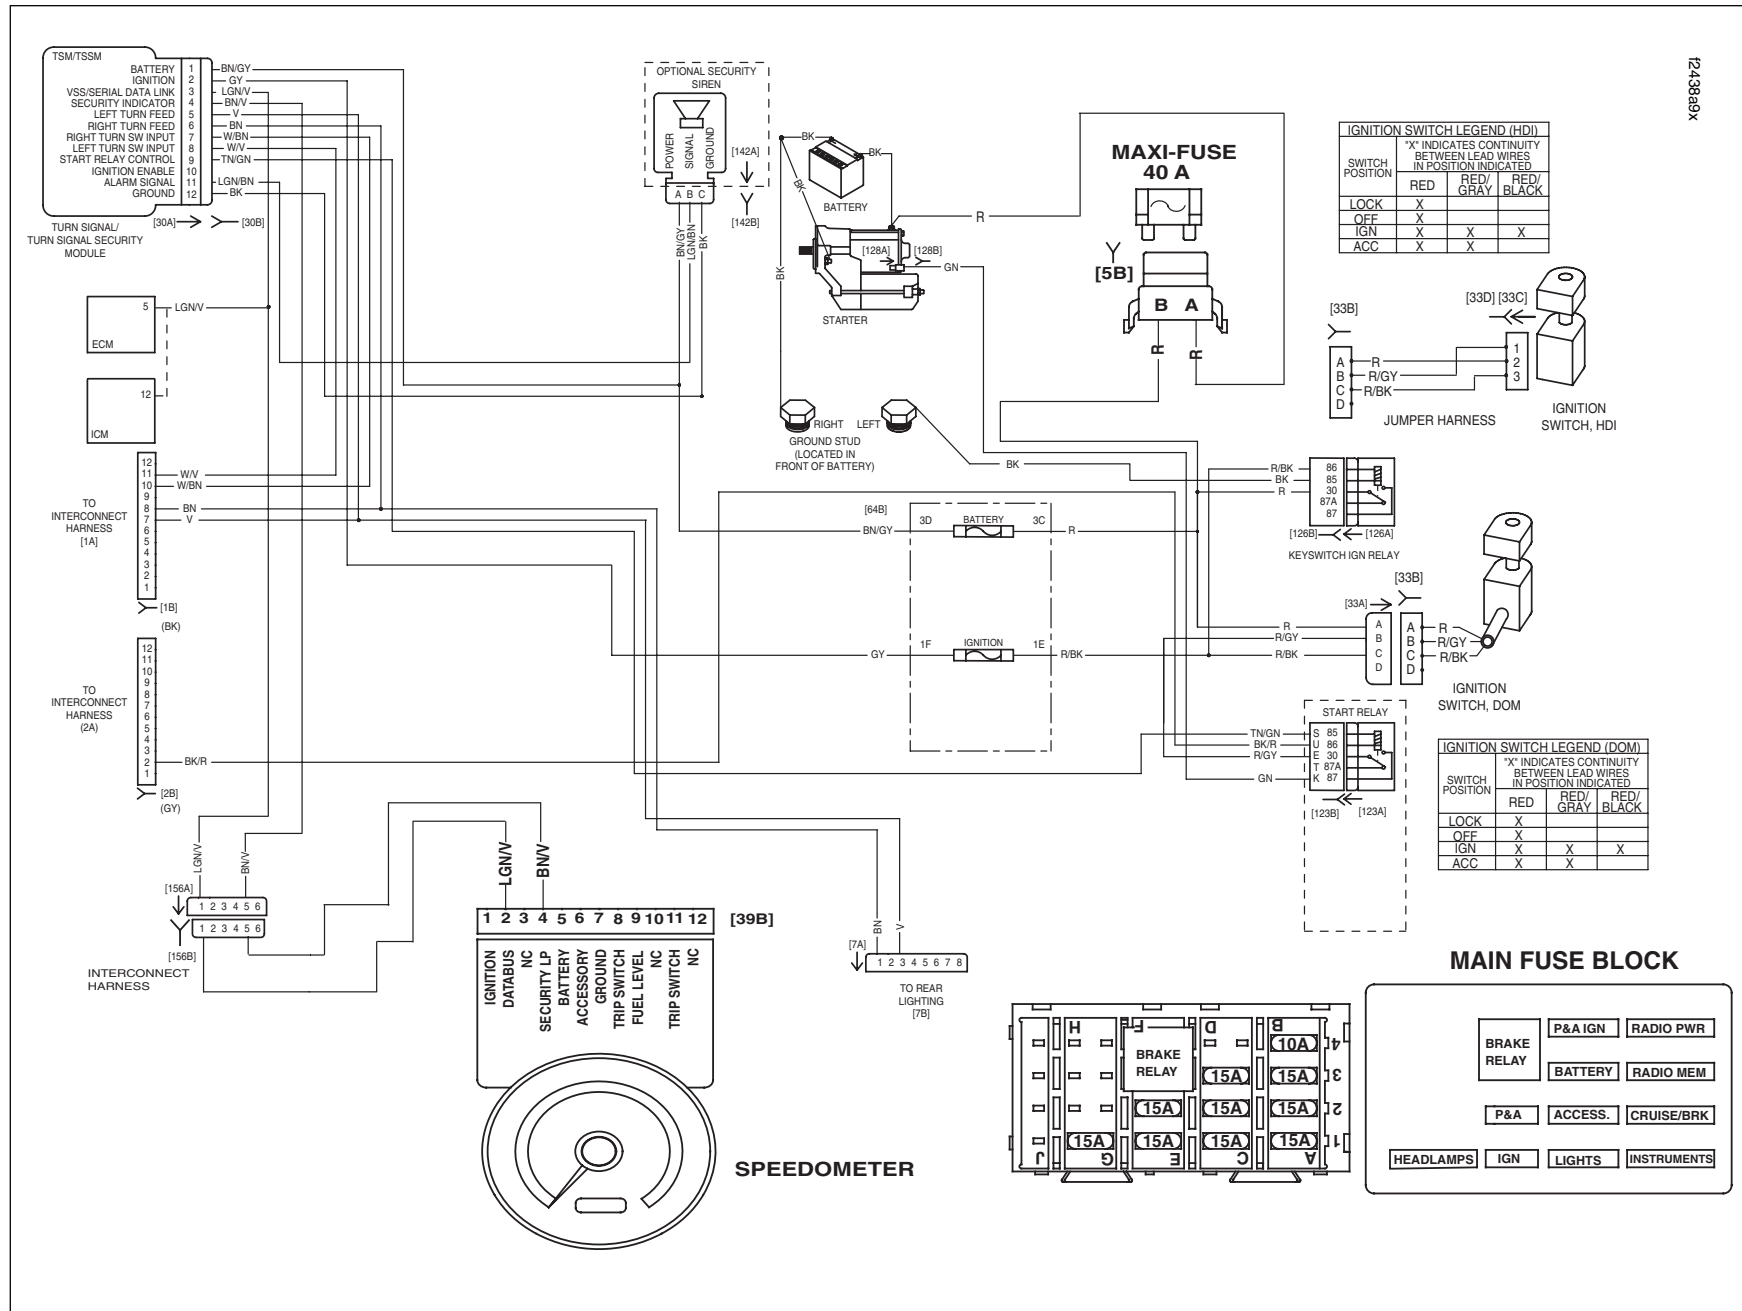 f2438a9x
TSM/TSSM
BATTERY 1 BN/GY
IGNITION 2 GY
VSS/SERIAL DATA LINK 3 LGN/V
SECURITY INDICATOR 4 BN/V
LEFT TURN FEED 5 V
RIGHT TURN FEED 6 BN
RIGHT TURN SW INPUT 7 W/BN
LEFT TURN SW INPUT 8 W/V
START RELAY CONTROL 9 TN/GN
IGNITION ENABLE 10
ALARM SIGNAL 11 LGN/BN
GROUND 12 BK
[30A] [30B]
TURN SIGNAL/
TURN SIGNAL SECURITY
MODULE
OPTIONAL SECURITY
SIREN
POWER
SIGNAL
GROUND
[142A]
A B C
[142B]
BN/GY
LGN/BN
BK
BK
BK
BK
BATTERY
BK
R
[128A] [128B]
GN
STARTER
MAXI-FUSE
40 A
[5B]
B A
R
R
IGNITION SWITCH LEGEND (HDI)
SWITCH
POSITION
"X" INDICATES CONTINUITY
BETWEEN LEAD WIRES
IN POSITION INDICATED
RED RED/GRAY RED/BLACK
LOCK X
OFF X
IGN X X X
ACC X X
[33D] [33C]
[33B]
A R 1
B R/GY 2
C R/BK 3
D
JUMPER HARNESS
IGNITION
SWITCH, HDI
5 LGN/V
ECM
12
ICM
RIGHT LEFT
GROUND STUD
(LOCATED IN
FRONT OF BATTERY)
BK
12
11 W/V
10 W/BN
9
8 BN
7 V
6
5
4
3
2
1
TO
INTERCONNECT
HARNESS
[1A]
[1B]
(BK)
12
11
10
9
8
7
6
5
4
3
2 BK/R
1
TO
INTERCONNECT
HARNESS
(2A)
[2B]
(GY)
[64B]
BN/GY 3D BATTERY 3C R
GY 1F IGNITION 1E R/BK
R/BK 86
BK 85
R 30
87A
87
[126B] [126A]
KEYSWITCH IGN RELAY
[33B]
[33A]
R A A R
R/GY B B R/GY
R/BK C C R/BK
D D
IGNITION
SWITCH, DOM
START RELAY
TN/GN S 85
BK/R U 86
R/GY E 30
T 87A
GN K 87
[123B] [123A]
IGNITION SWITCH LEGEND (DOM)
SWITCH
POSITION
"X" INDICATES CONTINUITY
BETWEEN LEAD WIRES
IN POSITION INDICATED
RED RED/GRAY RED/BLACK
LOCK X
OFF X
IGN X X X
ACC X X
LGN/V
BN/V
[156A]
1 2 3 4 5 6
1 2 3 4 5 6
[156B]
INTERCONNECT
HARNESS
LGN/V
BN/V
1 2 3 4 5 6 7 8 9 10 11 12 [39B]
IGNITION
DATABUS
NC
SECURITY LP
BATTERY
ACCESSORY
GROUND
TRIP SWITCH
FUEL LEVEL
NC
TRIP SWITCH
NC
SPEEDOMETER
BN
V
[7A]
1 2 3 4 5 6 7 8
TO REAR
LIGHTING
[7B]
MAIN FUSE BLOCK
H F D B
BRAKE
RELAY
10A 4
15A 15A 3
15A 15A 15A 2
15A 15A 15A 15A 1
J G E C A
BRAKE
RELAY
P&A IGN RADIO PWR
BATTERY RADIO MEM
P&A ACCESS. CRUISE/BRK
HEADLAMPS IGN LIGHTS INSTRUMENTS